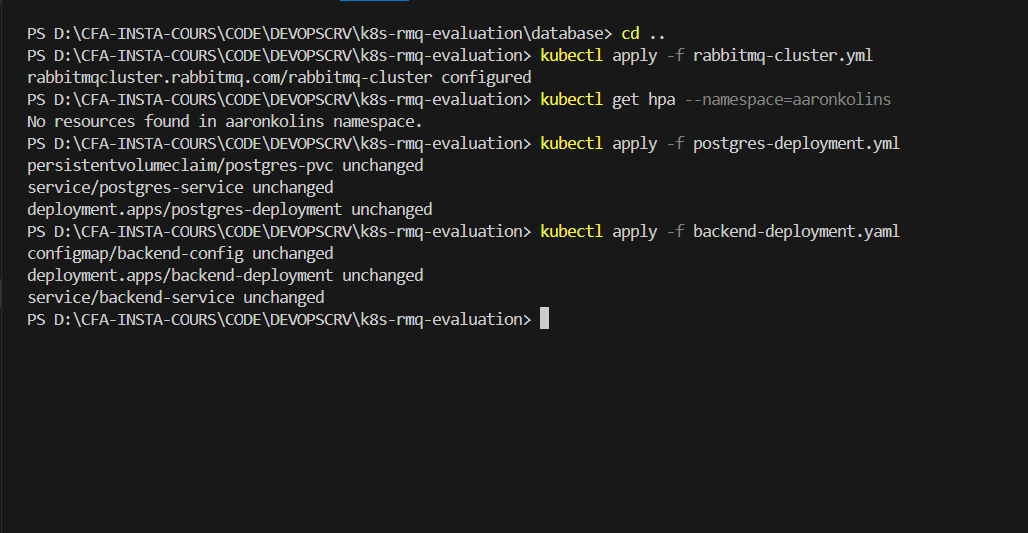 PS D:\CFA-INSTA-COURS\CODE\DEVOPSCRV\k8s-rmq-evaluation\database> cd ..
PS D:\CFA-INSTA-COURS\CODE\DEVOPSCRV\k8s-rmq-evaluation> kubectl apply -f rabbitmq-cluster.yml
rabbitmqcluster.rabbitmq.com/rabbitmq-cluster configured
PS D:\CFA-INSTA-COURS\CODE\DEVOPSCRV\k8s-rmq-evaluation> kubectl get hpa --namespace=aaronkolins
No resources found in aaronkolins namespace.
PS D:\CFA-INSTA-COURS\CODE\DEVOPSCRV\k8s-rmq-evaluation> kubectl apply -f postgres-deployment.yml
persistentvolumeclaim/postgres-pvc unchanged
service/postgres-service unchanged
deployment.apps/postgres-deployment unchanged
PS D:\CFA-INSTA-COURS\CODE\DEVOPSCRV\k8s-rmq-evaluation> kubectl apply -f backend-deployment.yaml
configmap/backend-config unchanged
deployment.apps/backend-deployment unchanged
service/backend-service unchanged
PS D:\CFA-INSTA-COURS\CODE\DEVOPSCRV\k8s-rmq-evaluation>